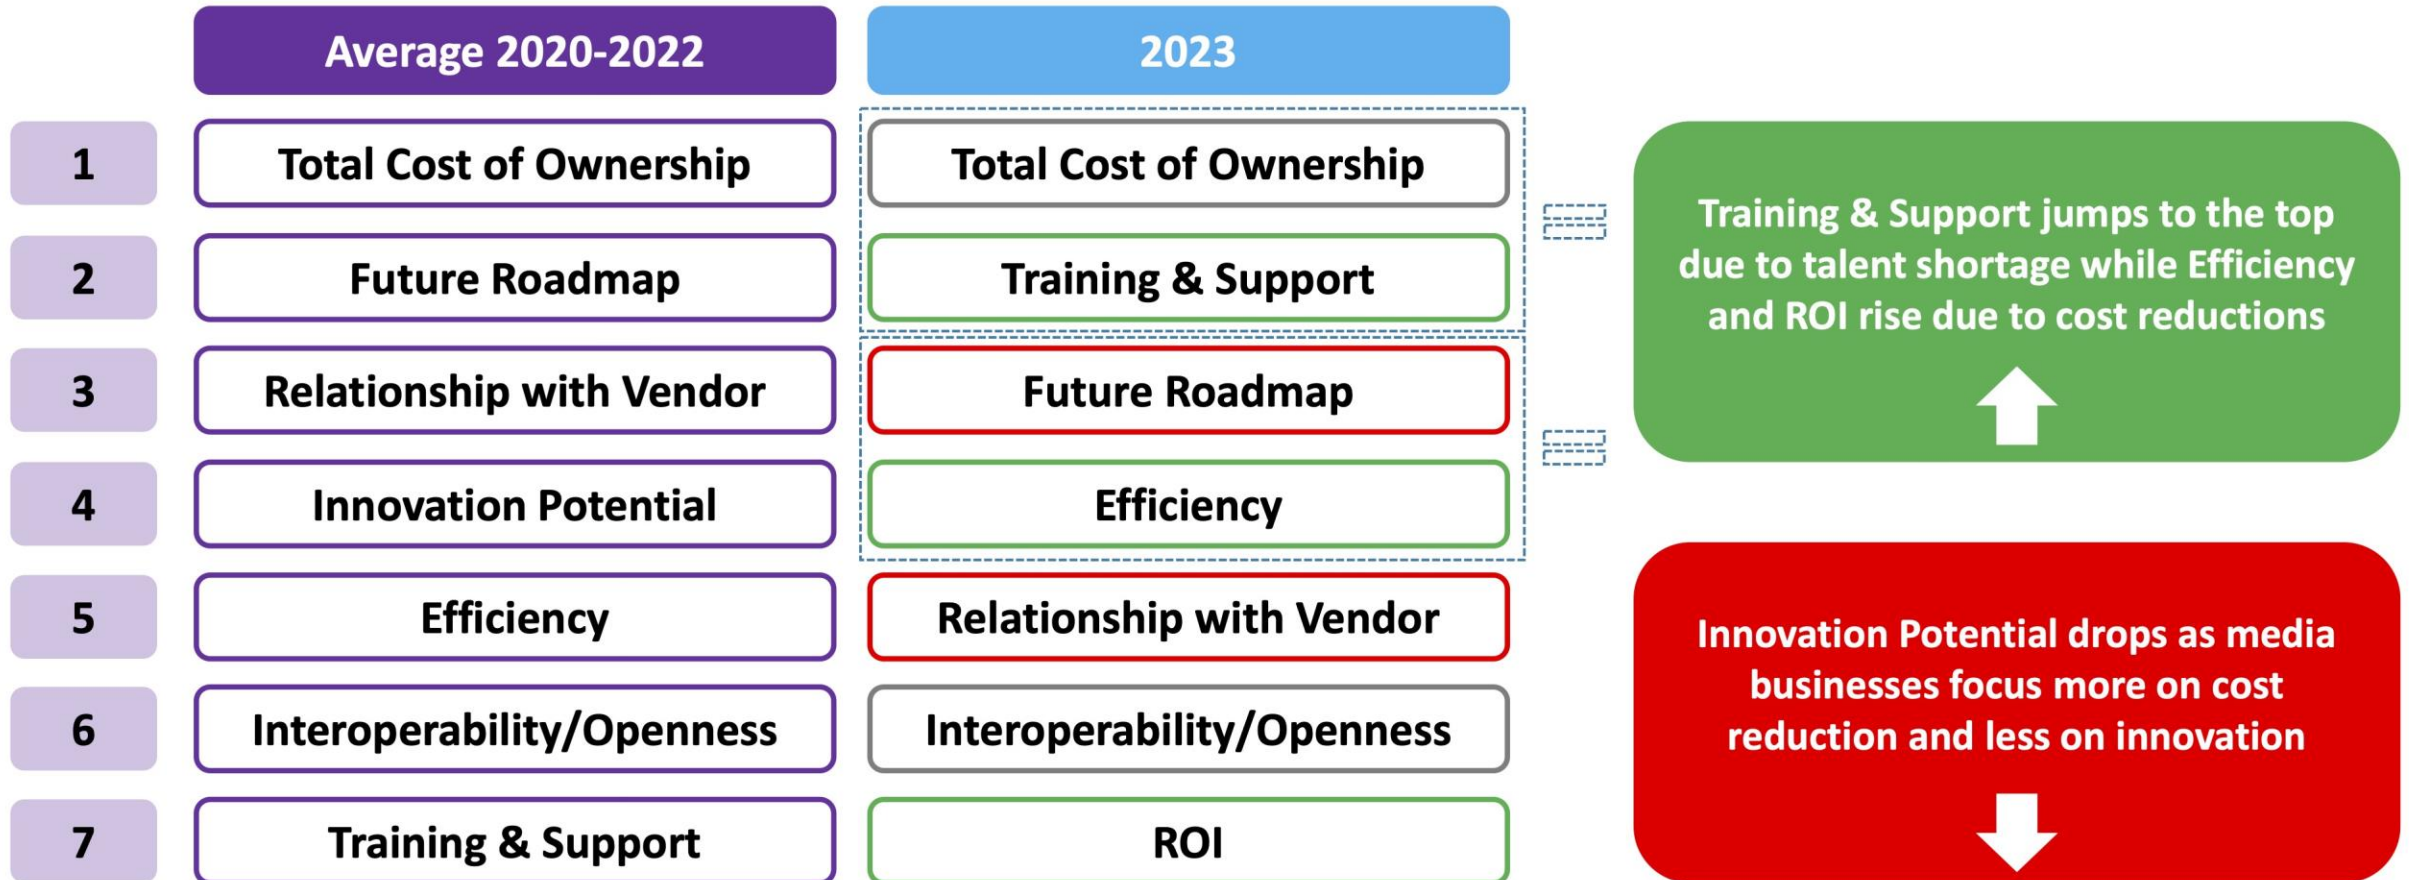 Average 2020-2022
2023
1
Total Cost of Ownership
Total Cost of Ownership
2
Future Roadmap
Training & Support
3
Relationship with Vendor
Future Roadmap
4
Innovation Potential
Efficiency
5
Efficiency
Relationship with Vendor
6
Interoperability/Openness
Interoperability/Openness
7
Training & Support
ROI
Training & Support jumps to the top
due to talent shortage while Efficiency
and ROI rise due to cost reductions
Innovation Potential drops as media
businesses focus more on cost
reduction and less on innovation